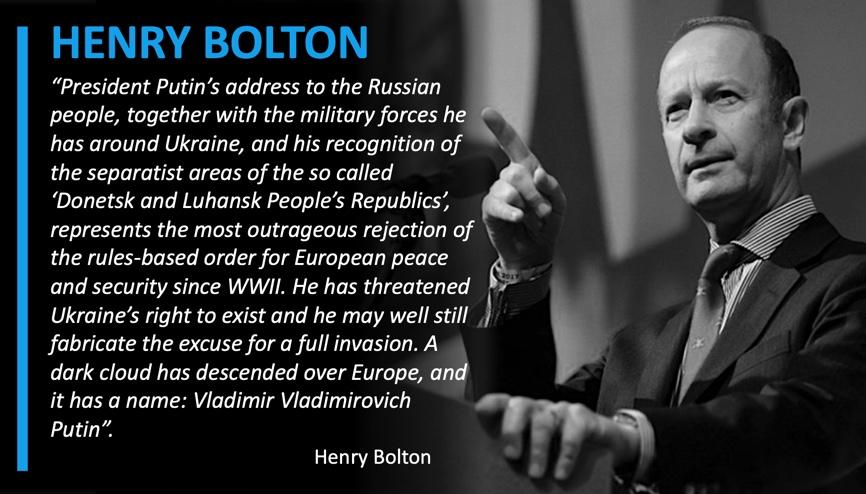 HENRY BOLTON
“President Putin’s address to the Russian
people, together with the military forces he
has around Ukraine, and his recognition of
the separatist areas of the so called
‘Donetsk and Luhansk People’s Republics’,
represents the most outrageous rejection of
the rules-based order for European peace
and security since WWII. He has threatened
Ukraine’s right to exist and he may well still
fabricate the excuse for a full invasion. A
dark cloud has descended over Europe, and
it has a name: Vladimir Vladimirovich
Putin”.
Henry Bolton
2017